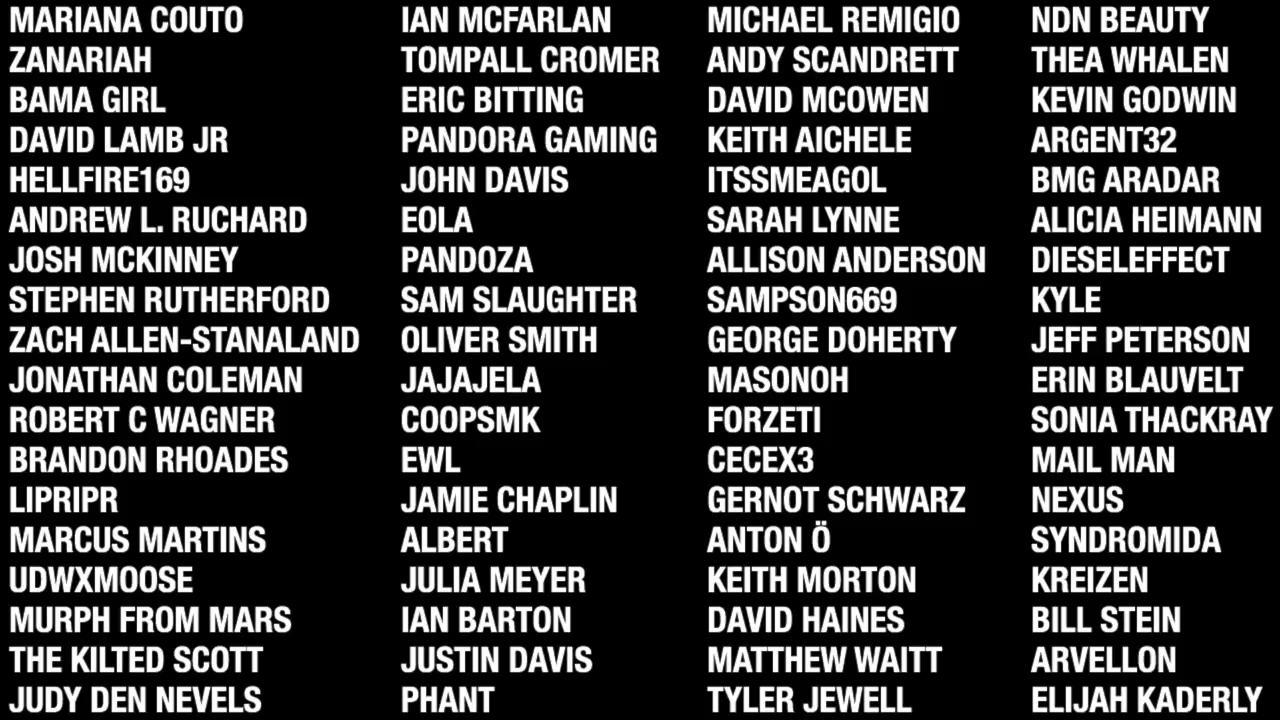 MARIANA COUTO
ZANARIAH
BAMA GIRL
DAVID LAMB JR
HELLFIRE169
ANDREW L. RUCHARD
JOSH MCKINNEY
STEPHEN RUTHERFORD
ZACH ALLEN-STANALAND
JONATHAN COLEMAN
ROBERT C WAGNER
BRANDON RHOADES
LIPRIPR
MARCUS MARTINS
UDWXMOOSE
MURPH FROM MARS
THE KILTED SCOTT
JUDY DEN NEVELS
IAN MCFARLAN
TOMPALL CROMER
ERIC BITTING
PANDORA GAMING
JOHN DAVIS
EOLA
PANDOZA
SAM SLAUGHTER
OLIVER SMITH
JAJAJELA
COOPSMK
EWL
JAMIE CHAPLIN
ALBERT
JULIA MEYER
IAN BARTON
JUSTIN DAVIS
PHANT
MICHAEL REMIGIO
ANDY SCANDRETT
DAVID MCOWEN
KEITH AICHELE
ITSSMEAGOL
SARAH LYNNE
ALLISON ANDERSON
SAMPSON669
GEORGE DOHERTY
MASONOH
FORZETI
CECEX3
GERNOT SCHWARZ
ANTON Ö
KEITH MORTON
DAVID HAINES
MATTHEW WAITT
TYLER JEWELL
NDN BEAUTY
THEA WHALEN
KEVIN GODWIN
ARGENT32
BMG ARADAR
ALICIA HEIMANN
DIESELEFFECT
KYLE
JEFF PETERSON
ERIN BLAUVELT
SONIA THACKRAY
MAIL MAN
NEXUS
SYNDROMIDA
KREIZEN
BILL STEIN
ARVELLON
ELIJAH KADERLY